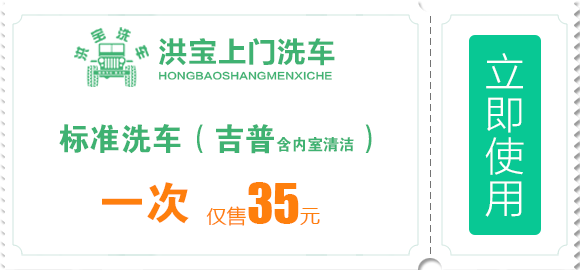 洪宝洗车
洪宝上门洗车
HONGBAOSHANGMENXICHE
标准洗车（吉普含内室清洁）
一次 仅售35元
立即使用